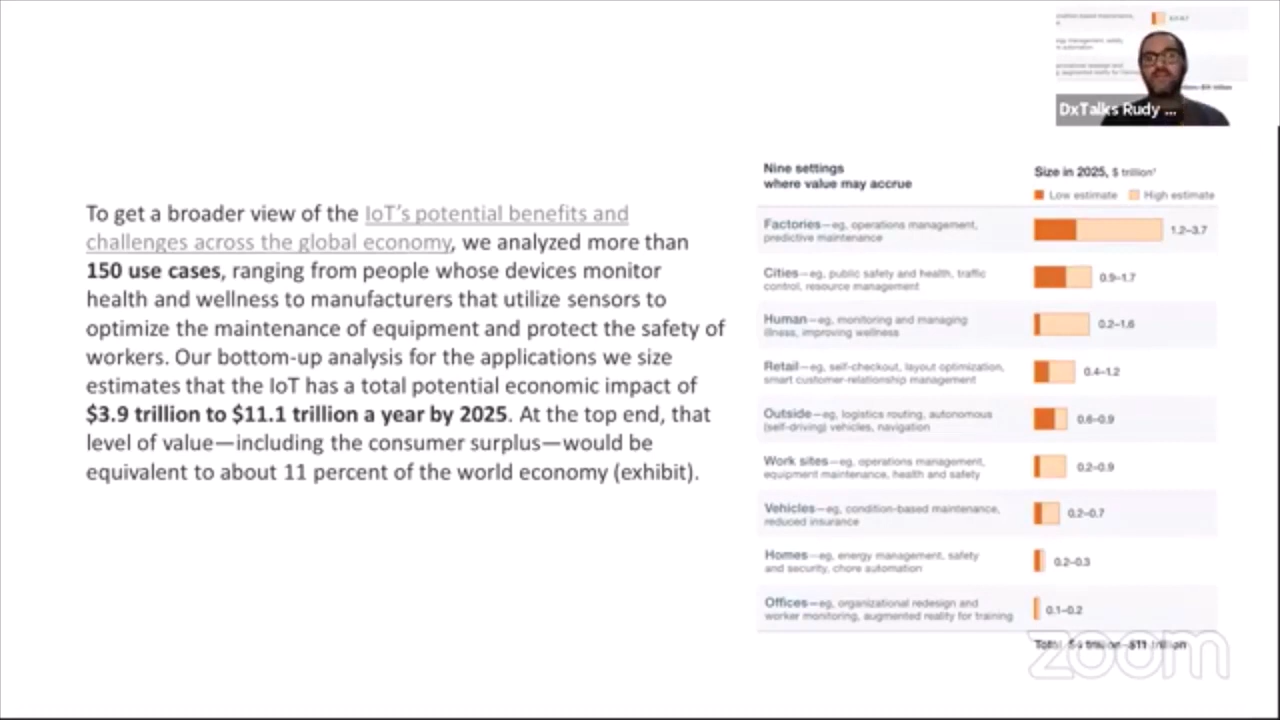 DxTalks Rudy ...
To get a broader view of the IoT's potential benefits and
challenges across the global economy, we analyzed more than
150 use cases, ranging from people whose devices monitor
health and wellness to manufacturers that utilize sensors to
optimize the maintenance of equipment and protect the safety of
workers. Our bottom-up analysis for the applications we size
estimates that the IoT has a total potential economic impact of
$3.9 trillion to $11.1 trillion a year by 2025. At the top end, that
level of value—including the consumer surplus—would be
equivalent to about 11 percent of the world economy (exhibit).
Nine settings
where value may accrue
Size in 2025, $ trillion¹
Low estimate High estimate
Factories—eg, operations management,
predictive maintenance
1.2–3.7
Cities—eg, public safety and health, traffic
control, resource management
0.9–1.7
Human—eg, monitoring and managing
illness, improving wellness
0.2–1.6
Retail—eg, self-checkout, layout optimization,
smart customer-relationship management
0.4–1.2
Outside—eg, logistics routing, autonomous
(self-driving) vehicles, navigation
0.6–0.9
Work sites—eg, operations management,
equipment maintenance, health and safety
0.2–0.9
Vehicles—eg, condition-based maintenance,
reduced insurance
0.2–0.7
Homes—eg, energy management, safety
and security, chore automation
0.2–0.3
Offices—eg, organizational redesign and
worker monitoring, augmented reality for training
0.1–0.2
Total $4 trillion–$11 trillion
zoom